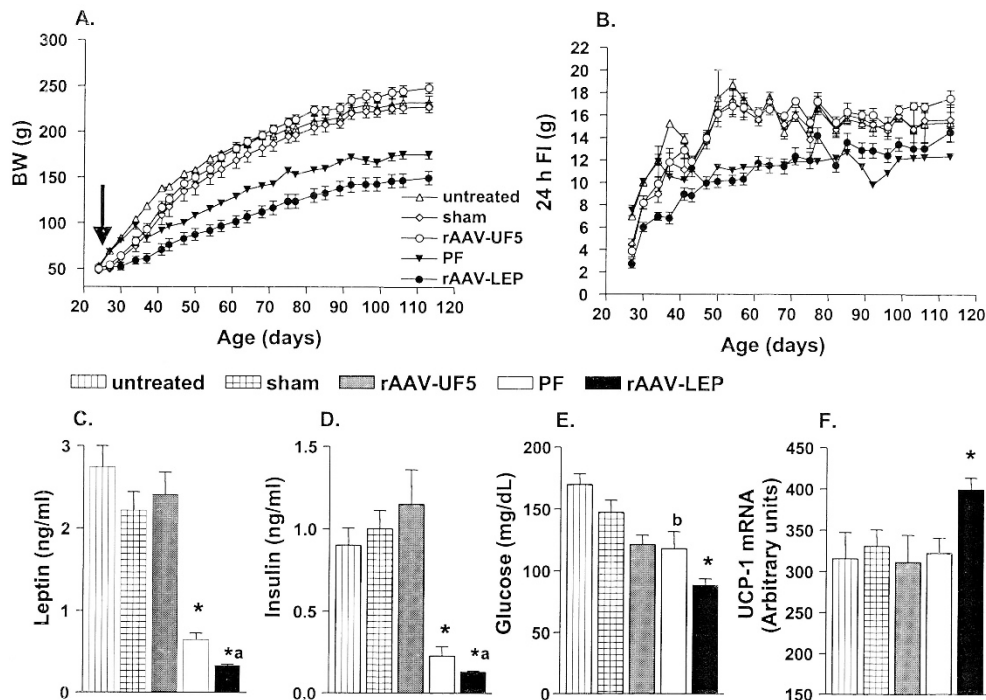 A.
B.
300
250
200
150
100
50
BW (g)
20 30 40 50 60 70 80 90 100 110 120
Age (days)
untreated
sham
rAAV-UF5
PF
rAAV-LEP
22
20
18
16
14
12
10
8
6
4
2
0
24 h FI (g)
20 30 40 50 60 70 80 90 100 110 120
Age (days)
untreated sham rAAV-UF5 PF rAAV-LEP
C.
3
2
1
0
Leptin (ng/ml)
*
*a
D.
1.5
1.0
0.5
0.0
Insulin (ng/ml)
*
*a
E.
200
150
100
50
0
Glucose (mg/dL)
b
*
F.
450
400
350
300
250
200
150
UCP-1 mRNA
(Arbitrary units)
*